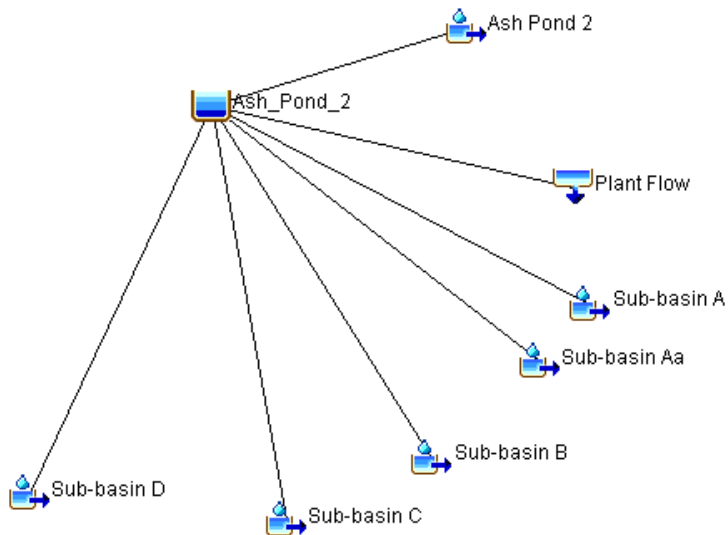 Ash Pond 2
Ash_Pond_2
Plant Flow
Sub-basin A
Sub-basin Aa
Sub-basin B
Sub-basin D
Sub-basin C